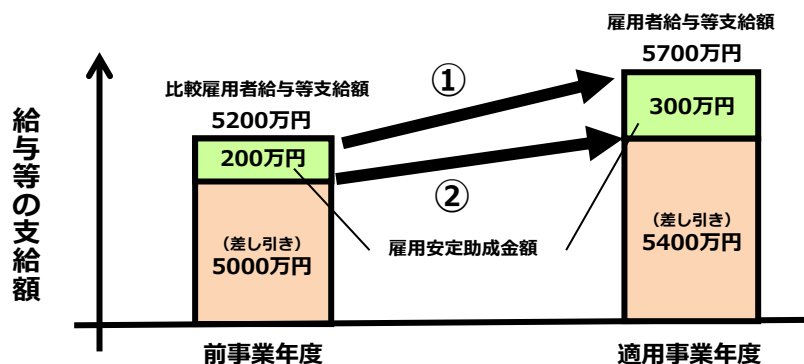 雇用者給与等支給額
5700万円
比較雇用者給与等支給額
5200万円
①
300万円
200万円
②
給与等の支給額
（差し引き）
5000万円
雇用安定助成金額
（差し引き）
5400万円
前事業年度
適用事業年度